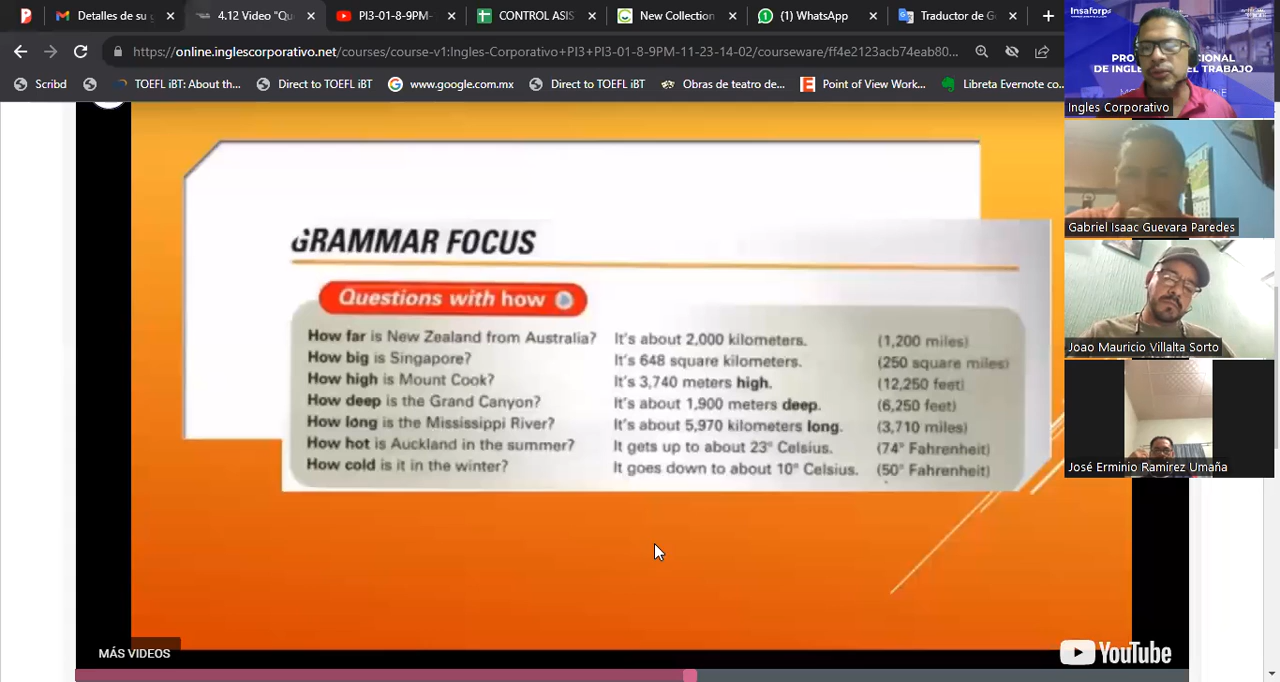 Detalles de su g
4.12 Video "Qu
PI3-01-8-9PM-
CONTROL ASIS
New Collection
(1) WhatsApp
Traductor de G
https://online.inglescorporativo.net/courses/course-v1:Ingles-Corporativo+PI3+PI3-01-8-9PM-11-23-14-02/courseware/ff4e2123acb74eab80...
Scribd
TOEFL iBT: About th...
Direct to TOEFL iBT
www.google.com.mx
Direct to TOEFL iBT
Obras de teatro de...
Point of View Work...
Libreta Evernote co...
Insaforp
DE INGL
EL TRABAJO
Ingles Corporativo
Gabriel Isaac Guevara Paredes
Joao Mauricio Villalta Sorto
José Erminio Ramirez Umaña
GRAMMAR FOCUS
Questions with how
How far is New Zealand from Australia? It's about 2,000 kilometers. (1,200 miles)
How big is Singapore? It's 648 square kilometers. (250 square miles)
How high is Mount Cook? It's 3,740 meters high. (12,250 feet)
How deep is the Grand Canyon? It's about 1,900 meters deep. (6,250 feet)
How long is the Mississippi River? It's about 5,970 kilometers long. (3,710 miles)
How hot is Auckland in the summer? It gets up to about 23° Celsius. (74° Fahrenheit)
How cold is it in the winter? It goes down to about 10° Celsius. (50° Fahrenheit)
MÁS VIDEOS
YouTube